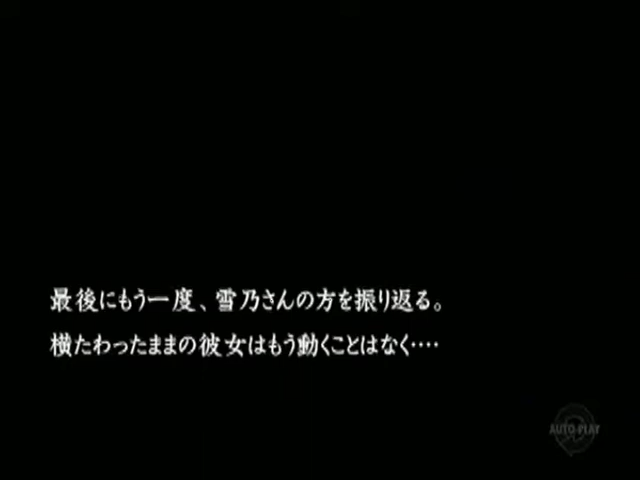 最後にもう一度、雪乃さんの方を振り返る。
横たわったままの彼女はもう動くことはなく‥‥
AUTO-PLAY